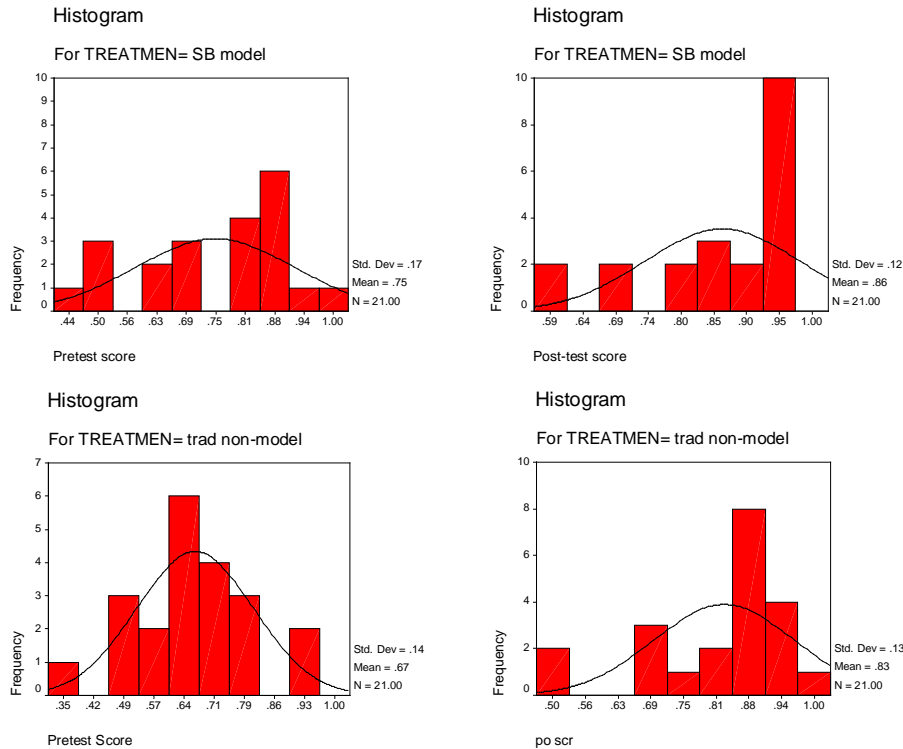 Histogram
For TREATMEN= SB model
10
9
8
7
6
5
4
3
2
1
0
Frequency
.44 .50 .56 .63 .69 .75 .81 .88 .94 1.00
Std. Dev = .17
Mean = .75
N = 21.00
Pretest score
Histogram
For TREATMEN= SB model
10
8
6
4
2
0
Frequency
.59 .64 .69 .74 .80 .85 .90 .95 1.00
Std. Dev = .12
Mean = .86
N = 21.00
Post-test score
Histogram
For TREATMEN= trad non-model
7
6
5
4
3
2
1
0
Frequency
.35 .42 .49 .57 .64 .71 .79 .86 .93 1.00
Std. Dev = .14
Mean = .67
N = 21.00
Pretest Score
Histogram
For TREATMEN= trad non-model
10
8
6
4
2
0
Frequency
.50 .56 .63 .69 .75 .81 .88 .94 1.00
Std. Dev = .13
Mean = .83
N = 21.00
po scr